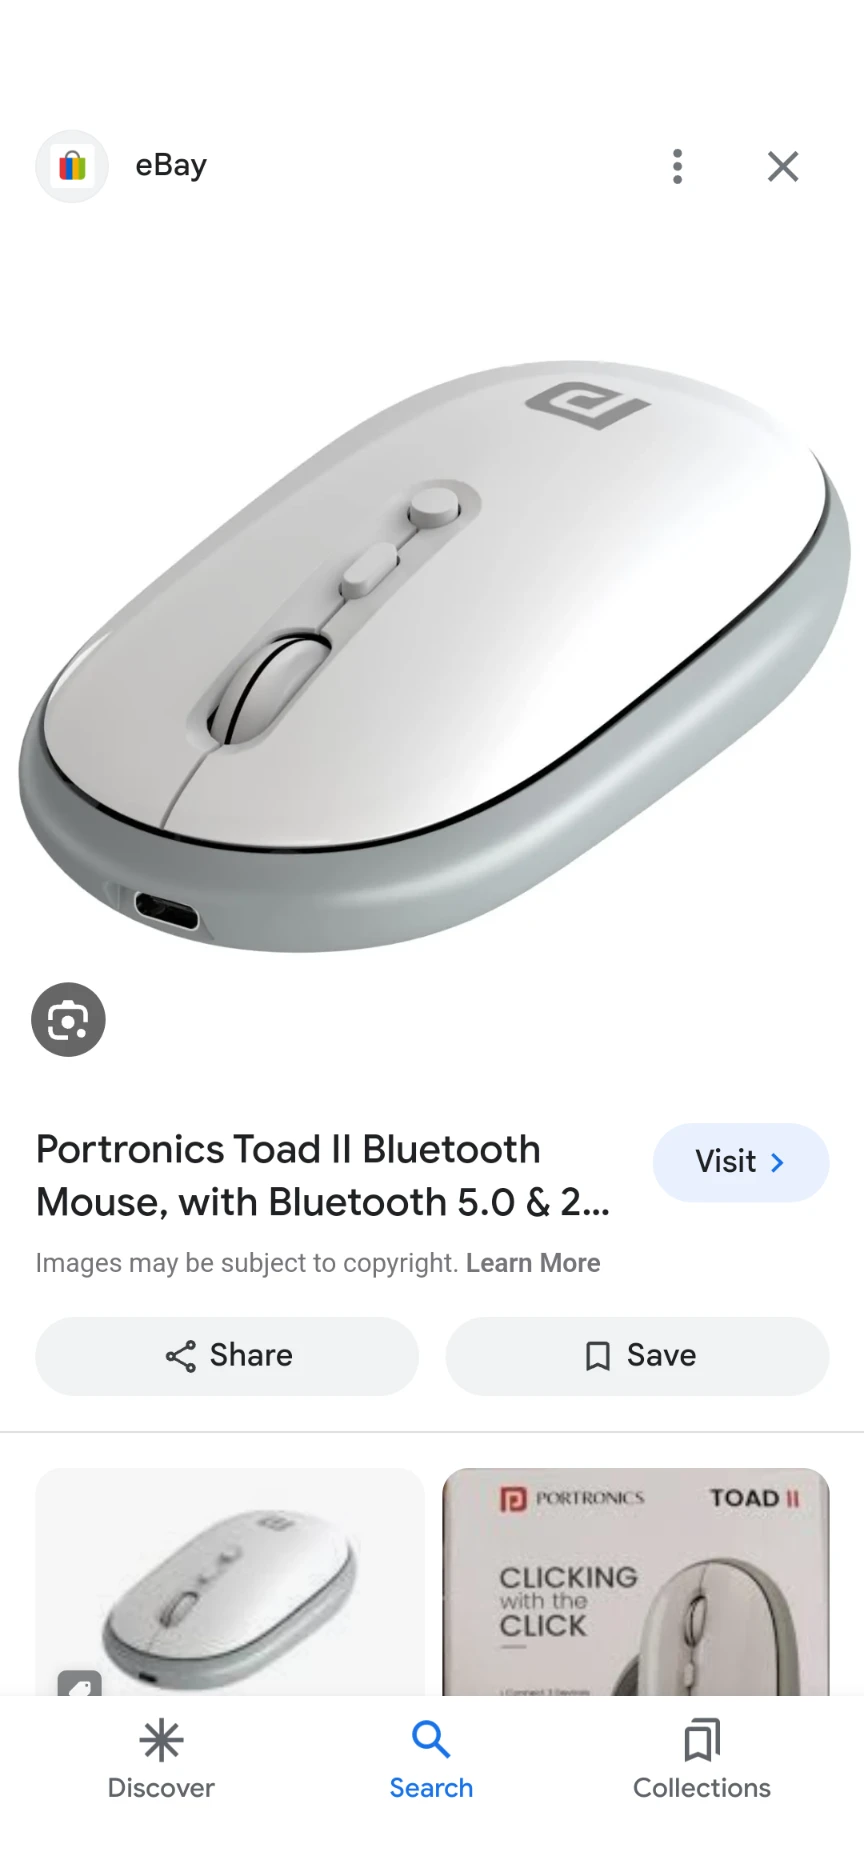 eBay
Portronics Toad II Bluetooth
Mouse, with Bluetooth 5.0 & 2...
Visit
Images may be subject to copyright. Learn More
Share
Save
PORTRONICS
TOAD II
CLICKING
with the
CLICK
Discover
Search
Collections